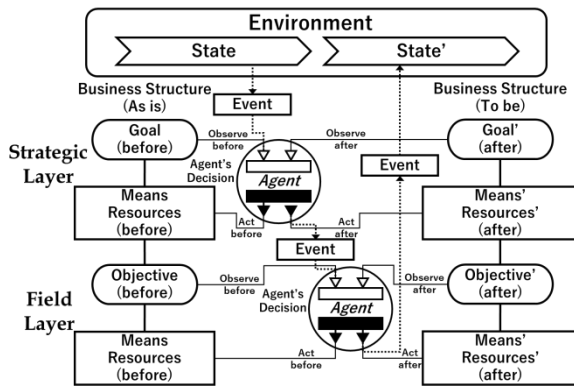 Environment
State
State'
Business Structure
(As is)
Business Structure
(To be)
Event
Goal
(before)
Observe
before
Observe
after
Goal'
(after)
Strategic
Layer
Agent's
Decision
Agent
Event
Means
Resources
(before)
Act
before
Act
after
Means'
Resources'
(after)
Event
Objective
(before)
Observe
before
Observe
after
Objective'
(after)
Field
Layer
Agent's
Decision
Agent
Means
Resources
(before)
Act
before
Act
after
Means'
Resources'
(after)